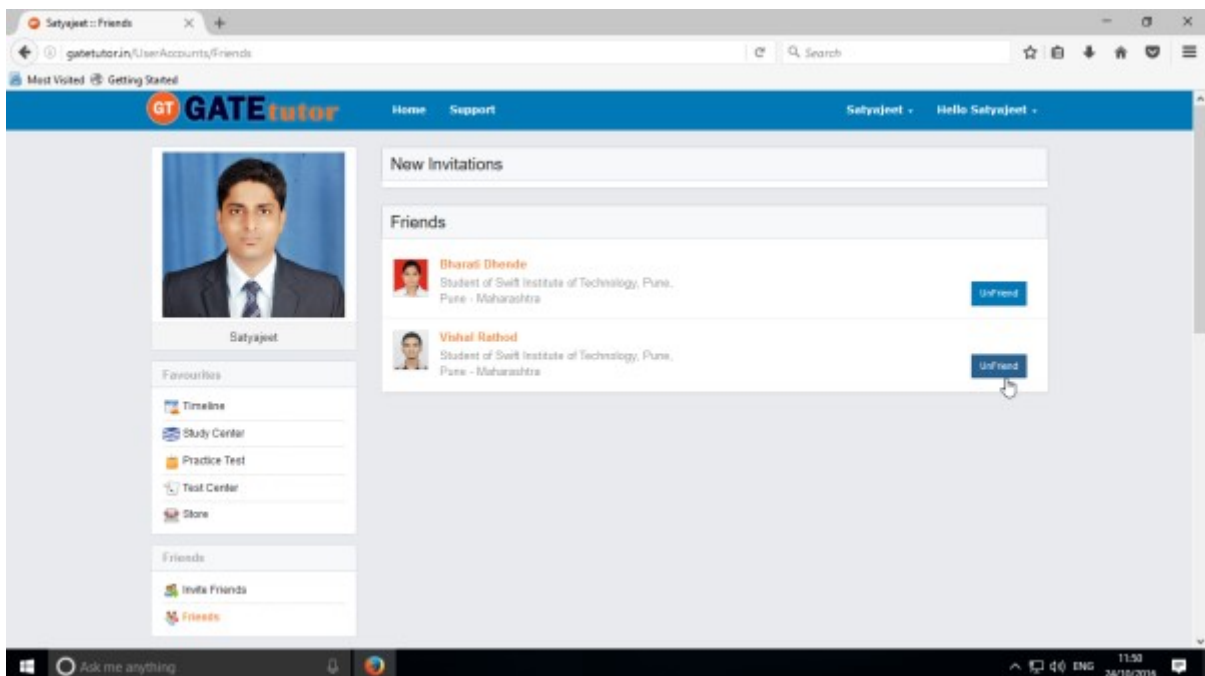 Satyajeet :: Friends
gatetutor.in/UserAccounts/Friends
Search
Most Visited Getting Started
GT GATEtutor Home Support Satyajeet Hello Satyajeet
New Invitations
Friends
Bharati Dhende
Student of Swift Institute of Technology, Pune,
Pune - Maharashtra
UnFriend
Vishal Rathod
Student of Swift Institute of Technology, Pune,
Pune - Maharashtra
UnFriend
Satyajeet
Favourites
Timeline
Study Center
Practice Test
Test Center
Store
Friends
Invite Friends
Friends
Ask me anything
ENG
11:50
24/10/2016